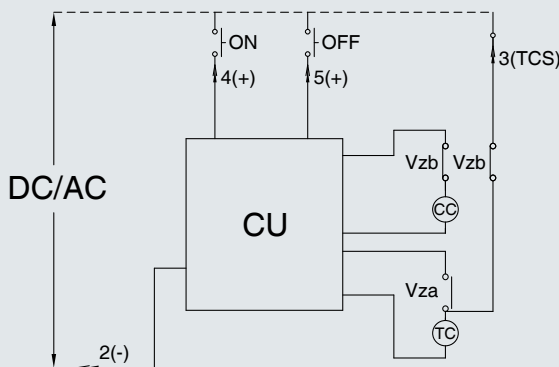 ON
OFF
4(+)
5(+)
3(TCS)
DC/AC
CU
Vzb
Vzb
CC
Vza
TC
2(-)